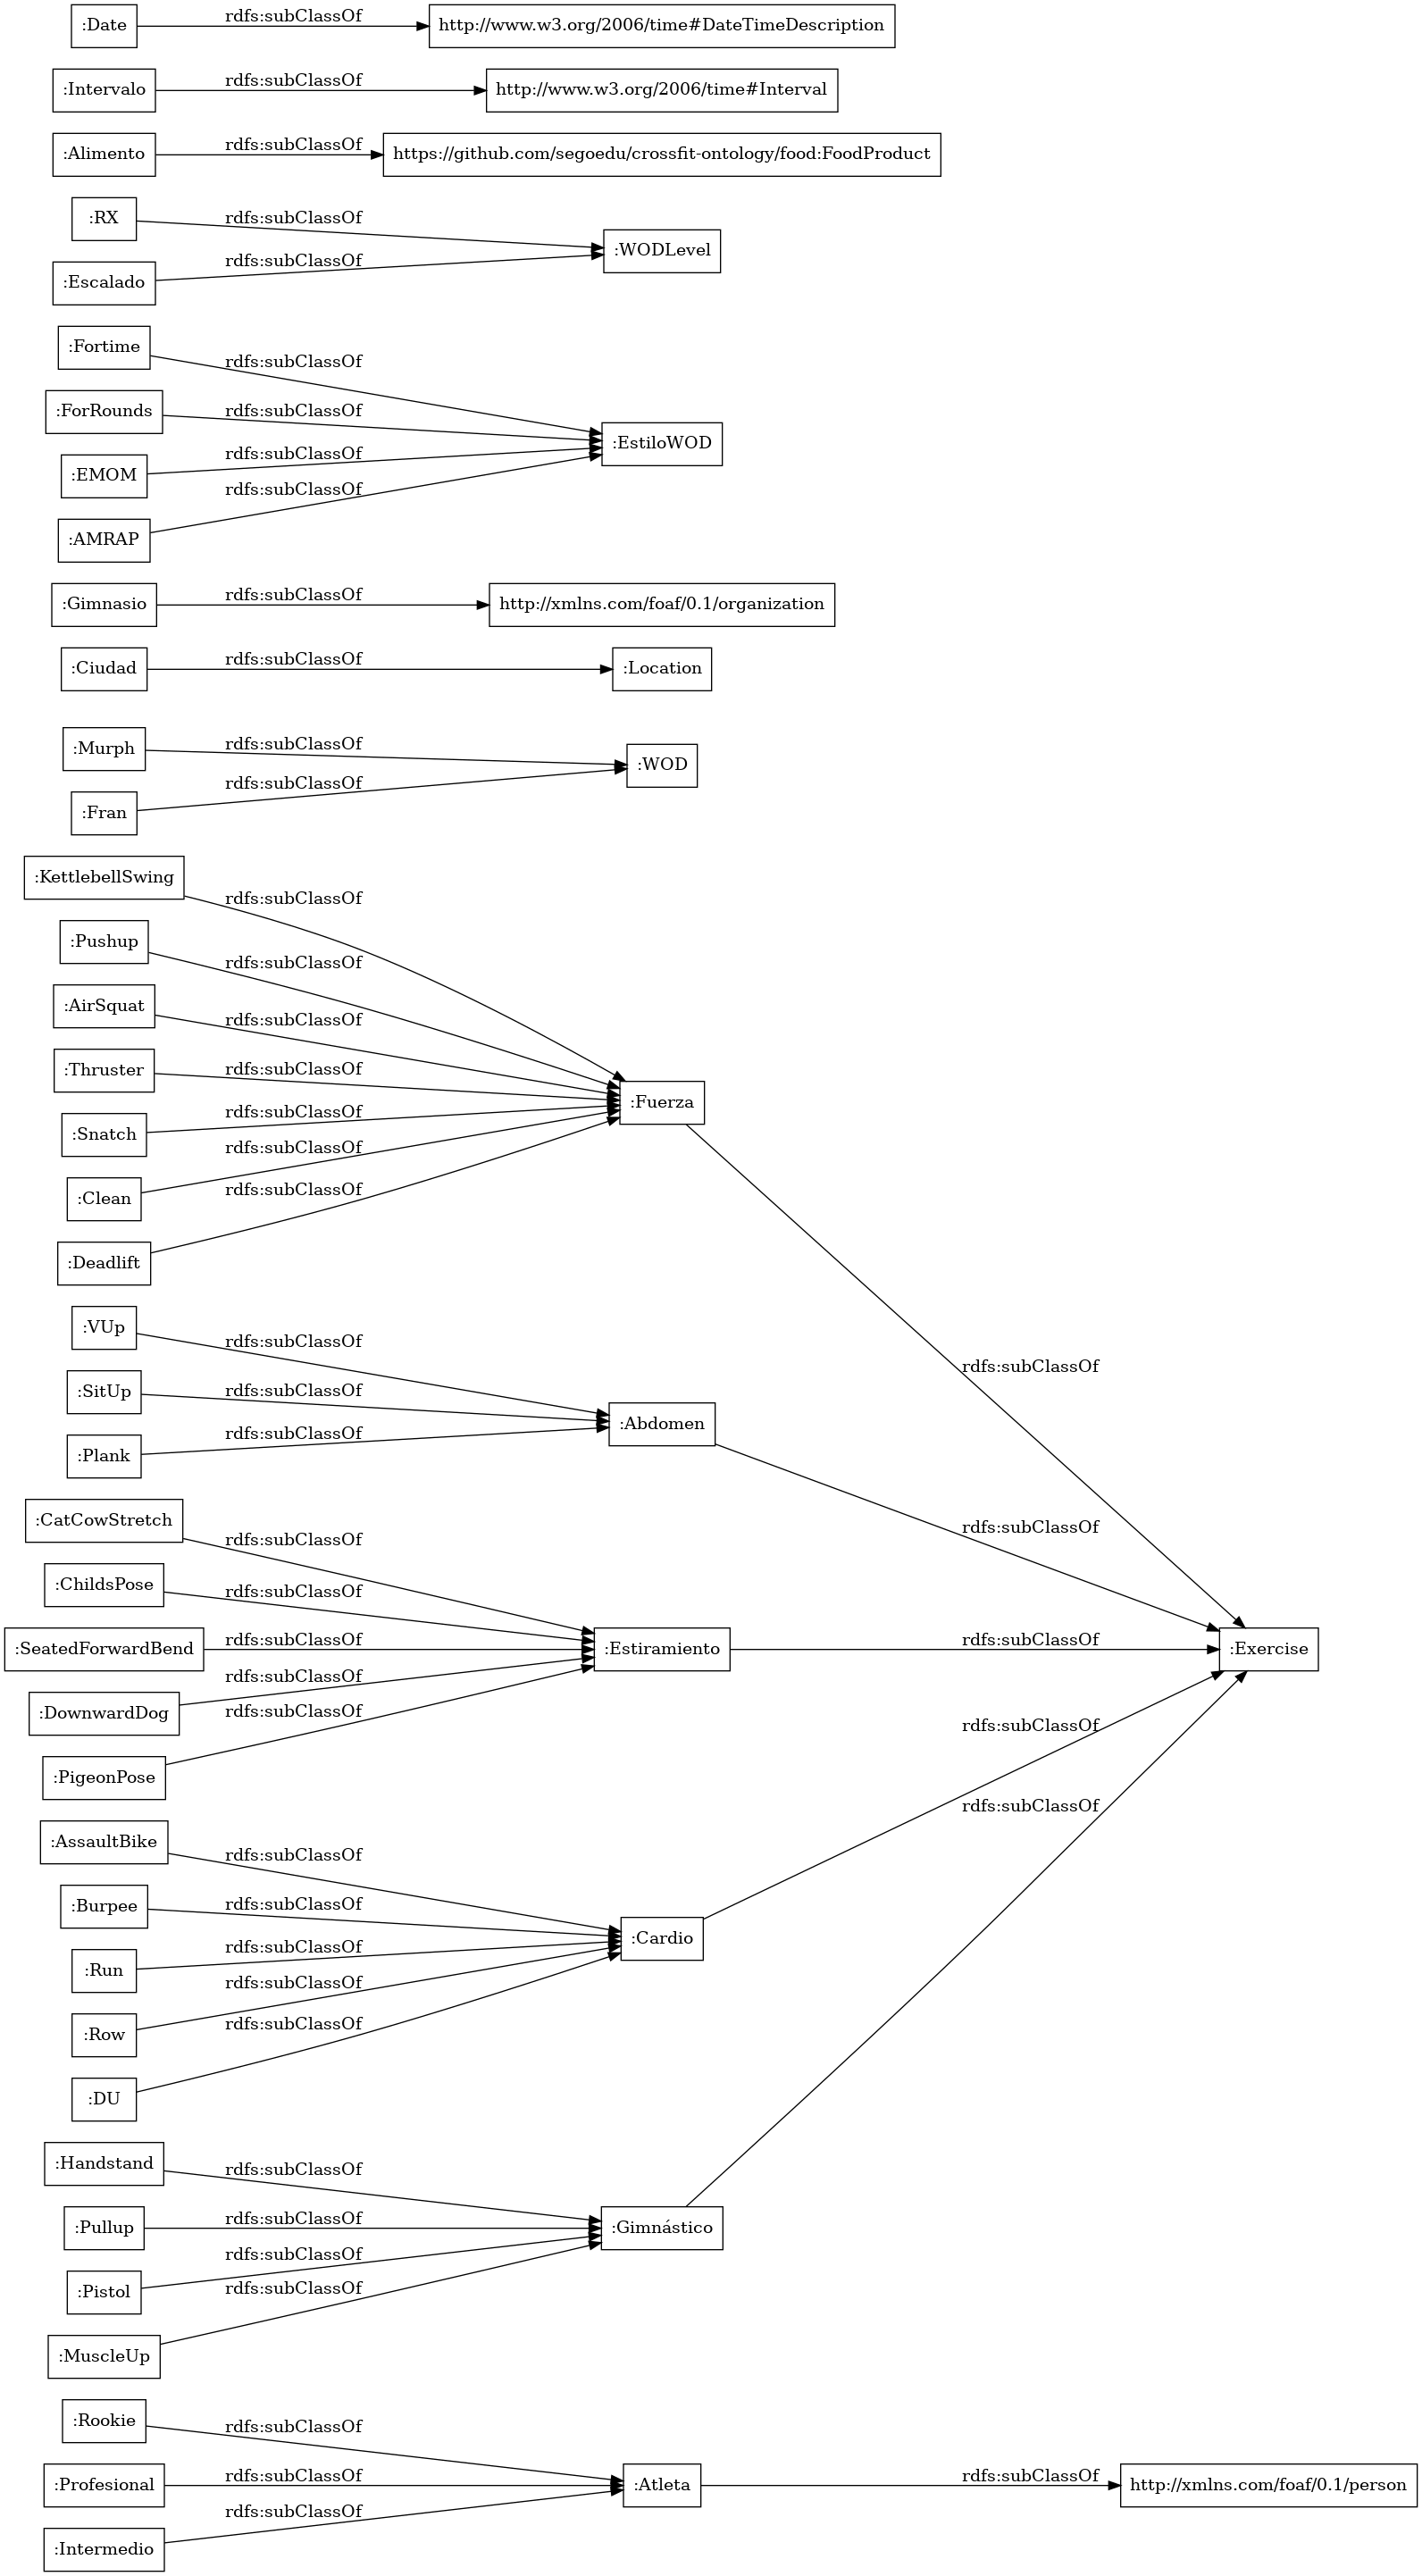 :Date
rdfs:subClassOf
http://www.w3.org/2006/time#DateTimeDescription
:Intervalo
rdfs:subClassOf
http://www.w3.org/2006/time#Interval
:Alimento
rdfs:subClassOf
https://github.com/segoedu/crossfit-ontology/food:FoodProduct
:RX
rdfs:subClassOf
:WODLevel
:Escalado
rdfs:subClassOf
:Fortime
rdfs:subClassOf
:ForRounds
rdfs:subClassOf
:EstiloWOD
:EMOM
rdfs:subClassOf
:AMRAP
rdfs:subClassOf
:Gimnasio
rdfs:subClassOf
http://xmlns.com/foaf/0.1/organization
:Ciudad
rdfs:subClassOf
:Location
:Murph
rdfs:subClassOf
:WOD
:Fran
rdfs:subClassOf
:KettlebellSwing
rdfs:subClassOf
:Pushup
rdfs:subClassOf
:AirSquat
rdfs:subClassOf
:Thruster
rdfs:subClassOf
:Fuerza
:Snatch
rdfs:subClassOf
:Clean
rdfs:subClassOf
:Deadlift
rdfs:subClassOf
rdfs:subClassOf
:VUp
rdfs:subClassOf
:SitUp
rdfs:subClassOf
:Abdomen
:Plank
rdfs:subClassOf
rdfs:subClassOf
:CatCowStretch
rdfs:subClassOf
:ChildsPose
rdfs:subClassOf
:SeatedForwardBend
rdfs:subClassOf
:Estiramiento
rdfs:subClassOf
:Exercise
:DownwardDog
rdfs:subClassOf
:PigeonPose
rdfs:subClassOf
rdfs:subClassOf
rdfs:subClassOf
:AssaultBike
rdfs:subClassOf
:Burpee
rdfs:subClassOf
:Cardio
:Run
rdfs:subClassOf
:Row
rdfs:subClassOf
:DU
rdfs:subClassOf
:Handstand
rdfs:subClassOf
:Pullup
rdfs:subClassOf
:Gimnástico
:Pistol
rdfs:subClassOf
:MuscleUp
rdfs:subClassOf
:Rookie
rdfs:subClassOf
:Profesional
rdfs:subClassOf
:Atleta
rdfs:subClassOf
http://xmlns.com/foaf/0.1/person
:Intermedio
rdfs:subClassOf